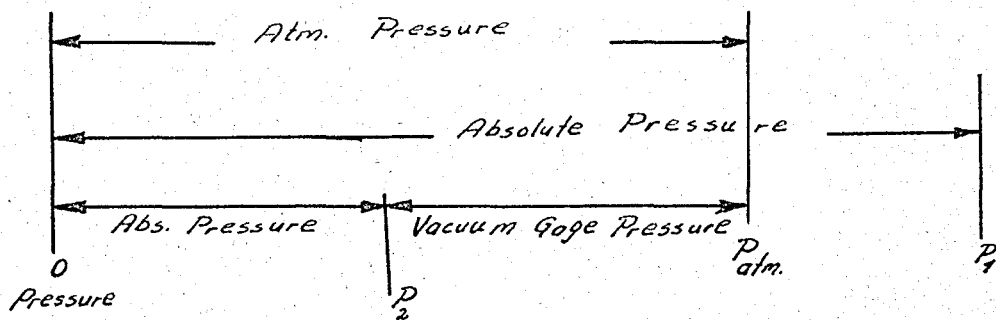 Atm. Pressure
Absolute Pressure
Abs. Pressure
Vacuum Gage Pressure
0
Pressure
P2
Patm.
P1